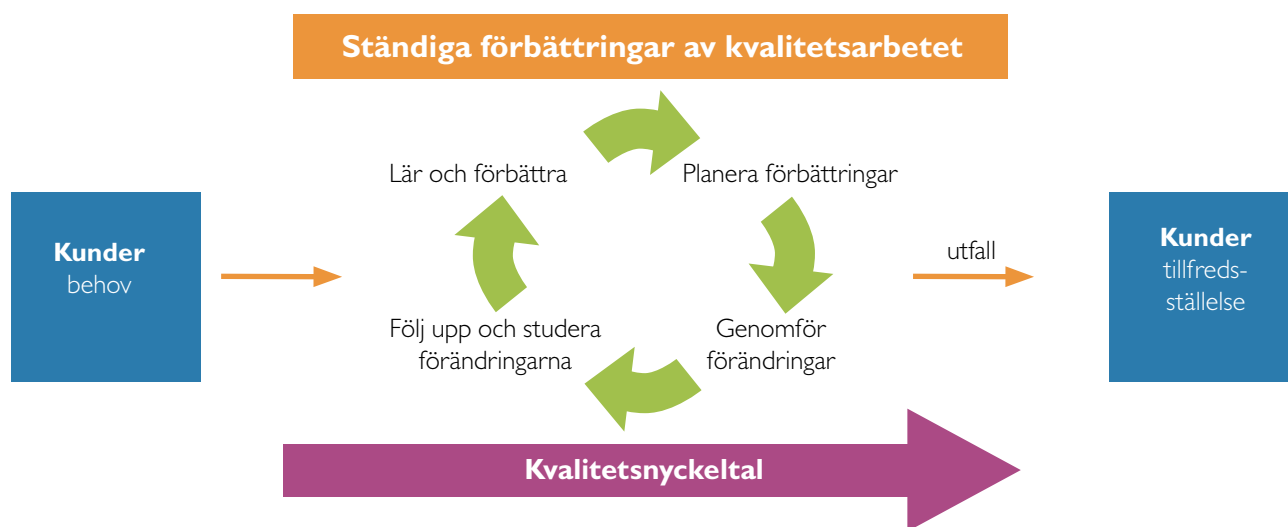 Ständiga förbättringar av kvalitetsarbetet
Lär och förbättra
Planera förbättringar
Kunder
behov
utfall
Kunder
tillfreds-
ställelse
Följ upp och studera
förändringarna
Genomför
förändringar
Kvalitetsnyckeltal